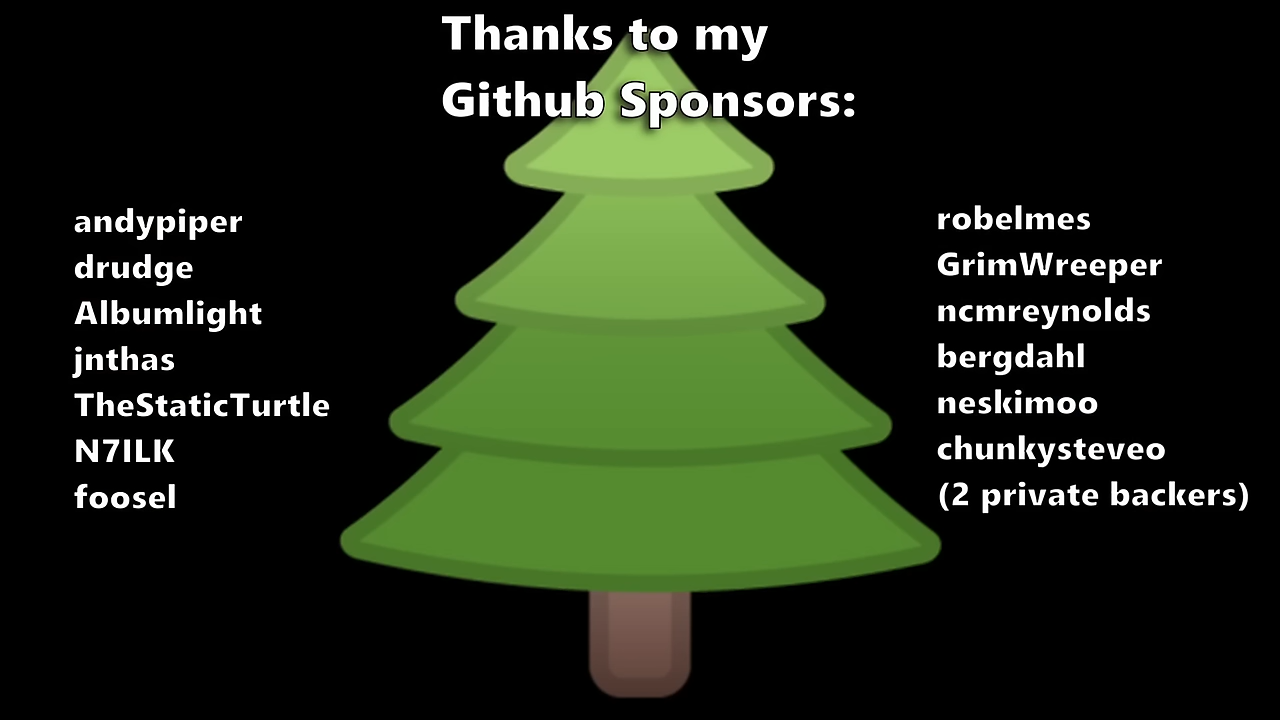 Thanks to my
Github Sponsors:
andypiper
drudge
Albumlight
jnthas
TheStaticTurtle
N7ILK
foosel
robelmes
GrimWreeper
ncmreynolds
bergdahl
neskimoo
chunkysteveo
(2 private backers)